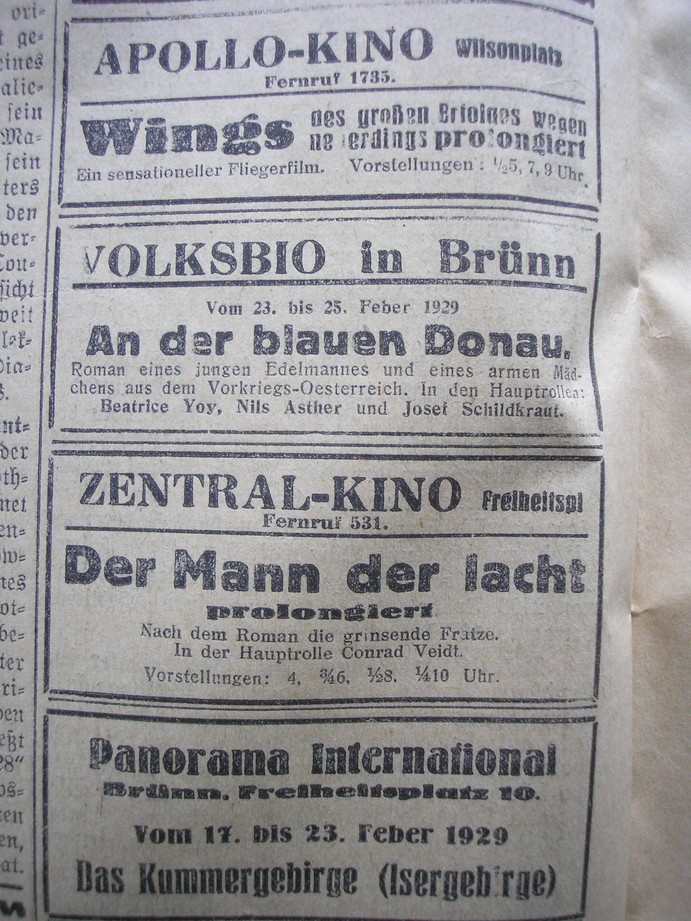 APOLLO-KINO Wilsonplatz
Fernruf 1735.
Wings des großen Erfolges wegen
neuerdings prolongiert
Ein sensationeller Fliegerfilm. Vorstellungen: ½5, 7, 9 Uhr.
VOLKSBIO in Brünn
Vom 23. bis 25. Feber 1929
An der blauen Donau.
Roman eines jungen Edelmannes und eines armen Mäd-
chens aus dem Vorkriegs-Oesterreich. In den Hauptrollen:
Beatrice Yoy, Nils Asther und Josef Schildkraut.
ZENTRAL-KINO Freiheitspl
Fernruf 531.
Der Mann der lacht
prolongiert
Nach dem Roman die grinsende Fratze.
In der Hauptrolle Conrad Veidt.
Vorstellungen: 4, ¾6, ½8, ¼10 Uhr.
Panorama International
Brünn, Freiheitsplatz 10.
Vom 17. bis 23. Feber 1929
Das Kummergebirge (Isergebirge)